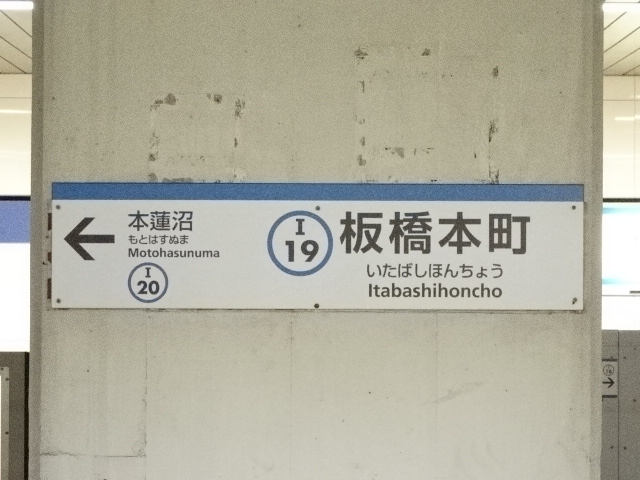 本蓮沼
もとはすぬま
Motohasunuma
I
20
I
19
板橋本町
いたばしほんちょう
Itabashihoncho